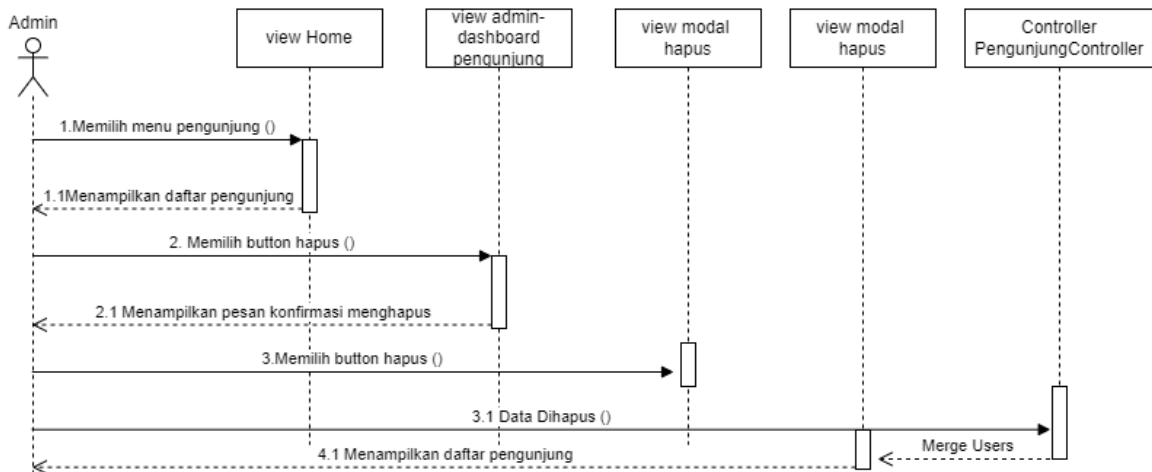 Admin
view Home
view admin-
dashboard
pengunjung
view modal
hapus
view modal
hapus
Controller
PengunjungController
1.Memilih menu pengunjung ()
1.1Menampilkan daftar pengunjung
2. Memilih button hapus ()
2.1 Menampilkan pesan konfirmasi menghapus
3.Memilih button hapus ()
3.1 Data Dihapus ()
Merge Users
4.1 Menampilkan daftar pengunjung